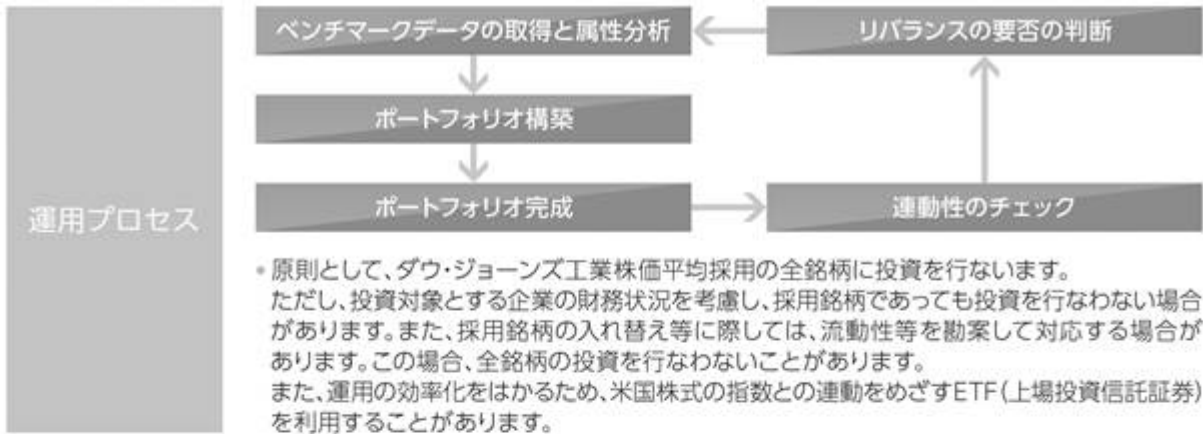 運用プロセス
ベンチマークデータの取得と属性分析
リバランスの要否の判断
ポートフォリオ構築
ポートフォリオ完成
連動性のチェック
• 原則として、ダウ・ジョーンズ工業株価平均採用の全銘柄に投資を行ないます。
ただし、投資対象とする企業の財務状況を考慮し、採用銘柄であっても投資を行なわない場合
があります。また、採用銘柄の入れ替え等に際しては、流動性等を勘案して対応する場合が
あります。この場合、全銘柄の投資を行なわないことがあります。
また、運用の効率化をはかるため、米国株式の指数との連動をめざすETF(上場投資信託証券)
を利用することがあります。